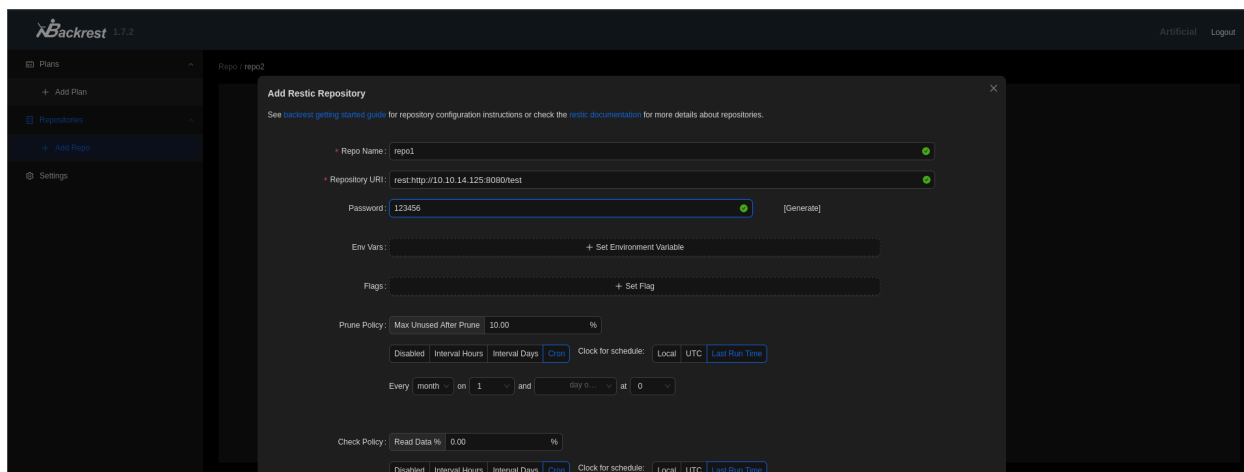 Backrest 1.7.2
Artificial Logout
Plans
Repo / repo2
+ Add Plan
Repositories
+ Add Repo
Settings
Add Restic Repository
See backrest getting started guide for repository configuration instructions or check the restic documentation for more details about repositories.
* Repo Name: repo1
* Repository URI: rest:http://10.10.14.125:8080/test
Password: 123456 [Generate]
Env Vars: + Set Environment Variable
Flags: + Set Flag
Prune Policy: Max Unused After Prune 10.00 %
Disabled Interval Hours Interval Days Cron Clock for schedule: Local UTC Last Run Time
Every month on 1 and day o... at 0
Check Policy: Read Data % 0.00 %
Disabled Interval Hours Interval Days Cron Clock for schedule: Local UTC Last Run Time